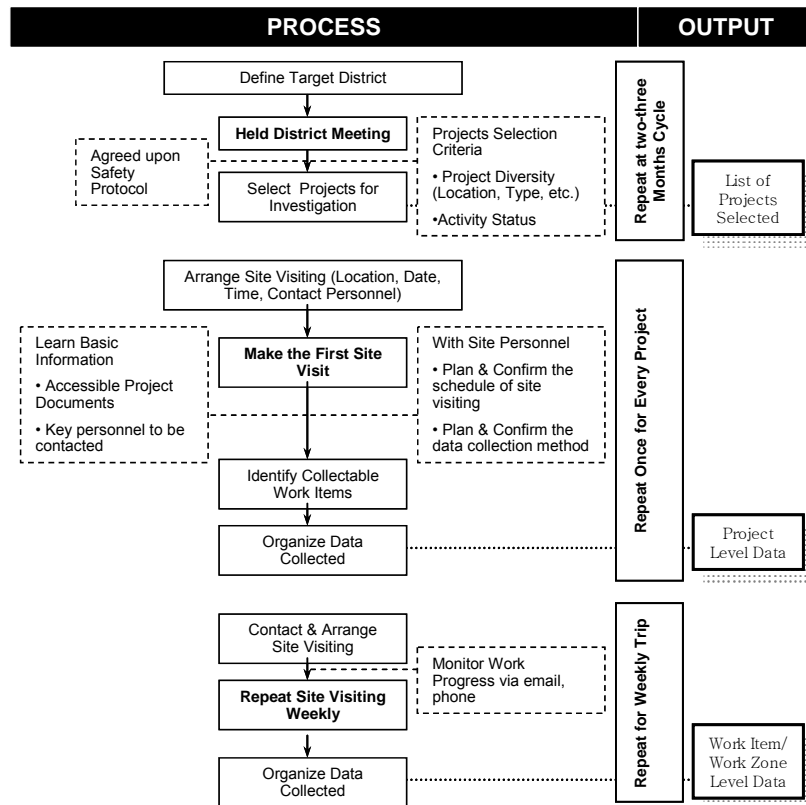 PROCESS
OUTPUT
Define Target District
Held District Meeting
Agreed upon
Safety
Protocol
Select  Projects for
Investigation
Projects Selection
Criteria
• Project Diversity
(Location, Type, etc.)
•Activity Status
Repeat at two-three
Months Cycle
List of
Projects
Selected
Arrange Site Visiting (Location, Date,
Time, Contact Personnel)
Learn Basic
Information
• Accessible Project
Documents
• Key personnel to be
contacted
Make the First Site
Visit
With Site Personnel
• Plan & Confirm the
schedule of site
visiting
• Plan & Confirm the
data collection method
Identify Collectable
Work Items
Organize Data
Collected
Repeat Once for Every Project
Project
Level Data
Contact & Arrange
Site Visiting
Monitor Work
Progress via email,
phone
Repeat Site Visiting
Weekly
Organize Data
Collected
Repeat for Weekly Trip
Work Item/
Work Zone
Level Data